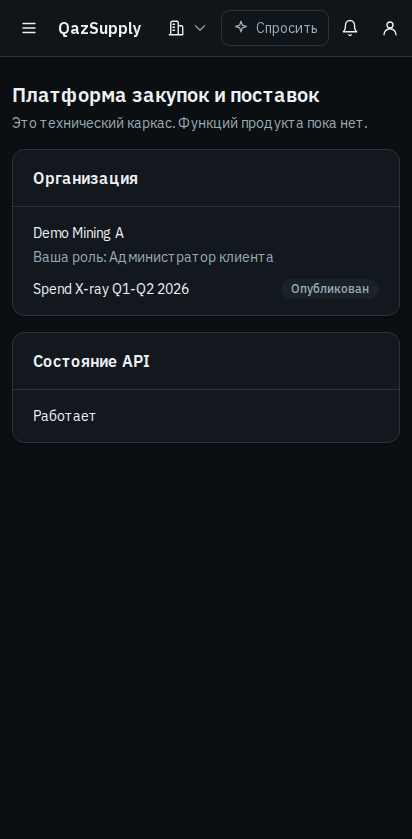 QazSupply
Спросить
Платформа закупок и поставок
Это технический каркас. Функций продукта пока нет.
Организация
Demo Mining A
Ваша роль: Администратор клиента
Spend X-ray Q1-Q2 2026
Опубликован
Состояние API
Работает